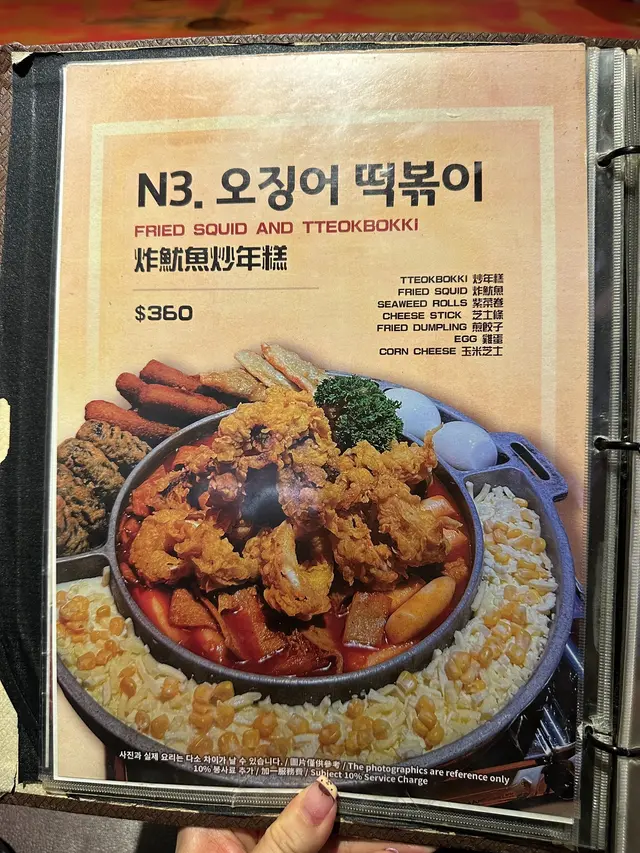 N3. 오징어 떡볶이
FRIED SQUID AND TTEOKBOKKI
炸魷魚炒年糕
$360
TTEOKBOKKI 炒年糕
FRIED SQUID 炸魷魚
SEAWEED ROLLS 紫菜卷
CHEESE STICK 芝士條
FRIED DUMPLING 煎餃子
EGG 雞蛋
CORN CHEESE 玉米芝士
사진과 실제 요리는 다소 차이가 날 수 있습니다. / 圖片僅供參考 / The photographics are reference only
10% 봉사료 추가 / 加一服務費 / Subject 10% Service Charge